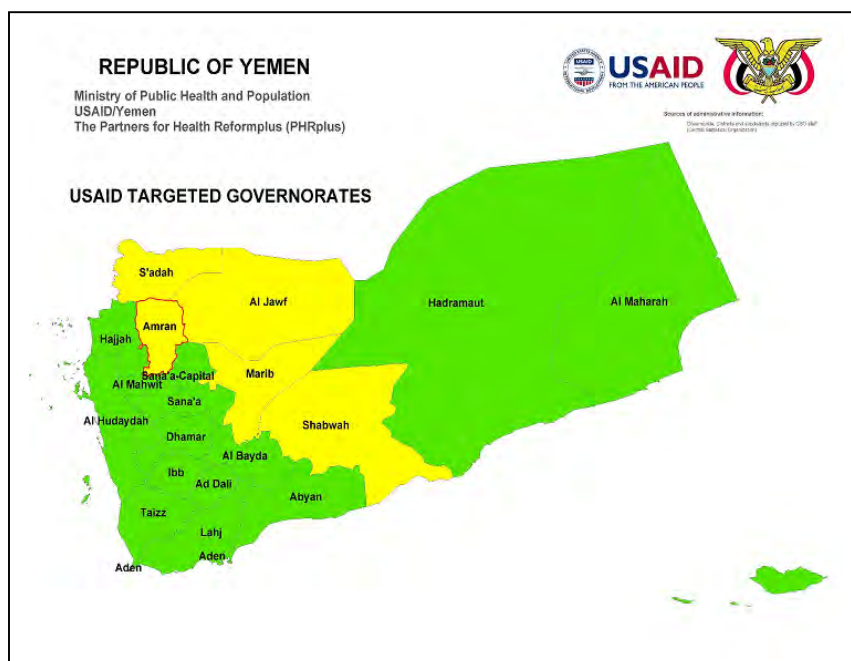 REPUBLIC OF YEMEN
Ministry of Public Health and Population
USAID/Yemen
The Partners for Health Reformplus (PHRplus)
USAID
FROM THE AMERICAN PEOPLE
Sources of administrative information:
USAID TARGETED GOVERNORATES
S'adah
Al Jawf
Hadramaut
Al Maharah
Amran
Hajjah
Marib
Sana'a-Capital
Al Mahwit
Sana'a
Shabwah
Al Hudaydah
Dhamar
Al Bayda
Ibb
Ad Dali
Abyan
Taizz
Lahj
Aden
Aden